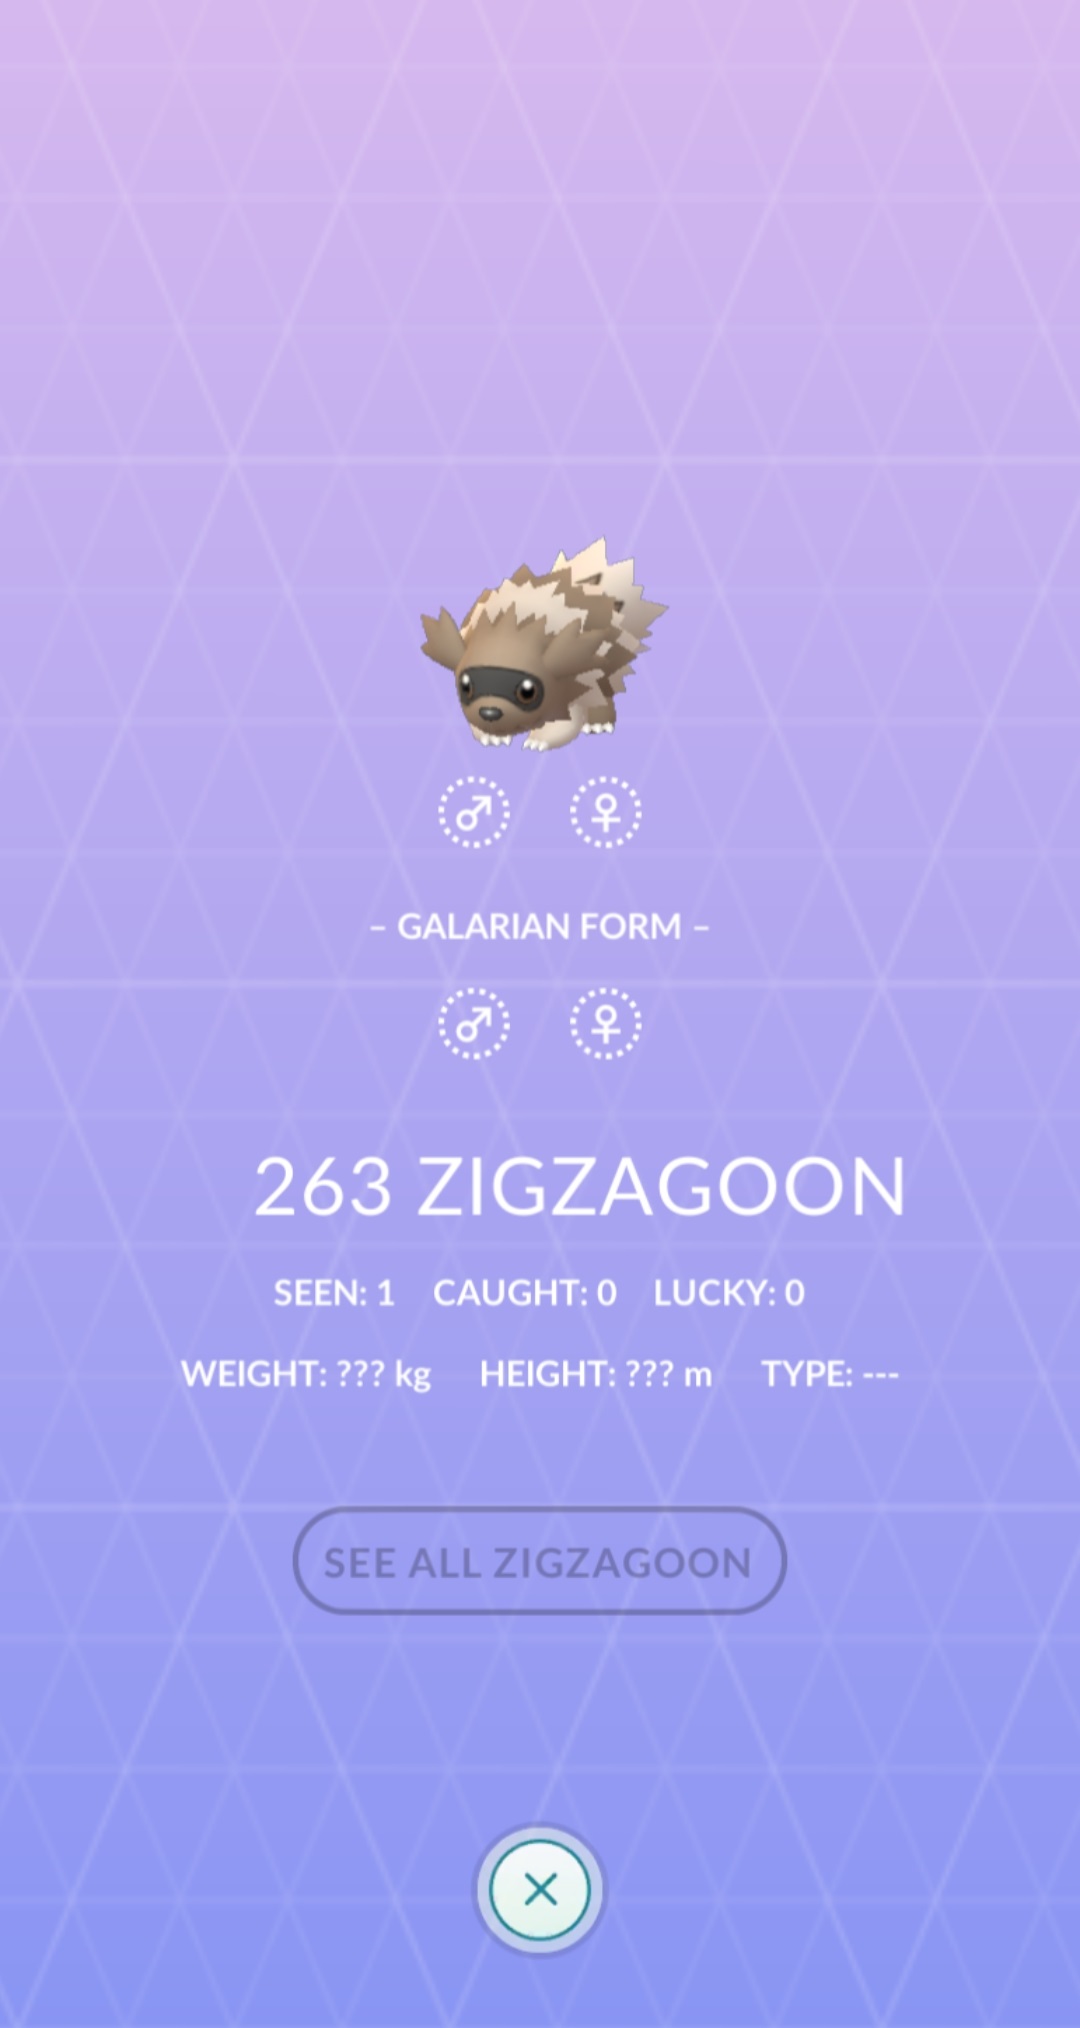 – GALARIAN FORM –
263 ZIGZAGOON
SEEN: 1 CAUGHT: 0 LUCKY: 0
WEIGHT: ??? kg HEIGHT: ??? m TYPE: ---
SEE ALL ZIGZAGOON